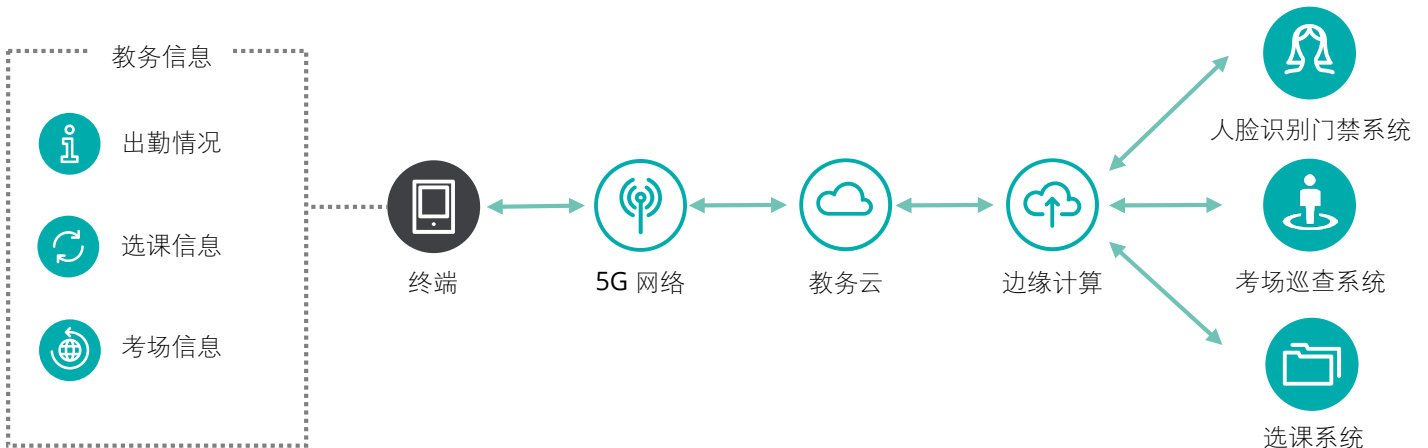 教务信息
出勤情况
选课信息
考场信息
终端
5G 网络
教务云
边缘计算
人脸识别门禁系统
考场巡查系统
选课系统